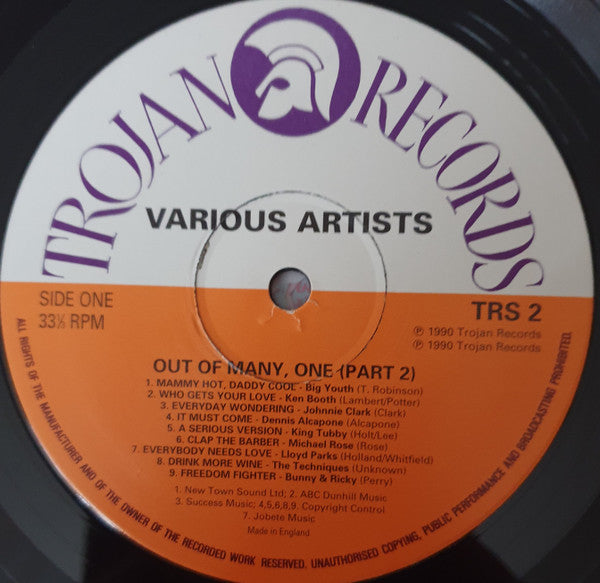 TROJAN RECORDS
VARIOUS ARTISTS
SIDE ONE
33⅓ RPM
TRS 2
℗ 1990 Trojan Records
℗ 1990 Trojan Records
OUT OF MANY, ONE (PART 2)
1. MAMMY HOT, DADDY COOL - Big Youth (T. Robinson)
2. WHO GETS YOUR LOVE - Ken Booth (Lambert/Potter)
3. EVERYDAY WONDERING - Johnnie Clark (Clark)
4. IT MUST COME - Dennis Alcapone (Alcapone)
5. A SERIOUS VERSION - King Tubby (Holt/Lee)
6. CLAP THE BARBER - Michael Rose (Rose)
7. EVERYBODY NEEDS LOVE - Lloyd Parks (Holland/Whitfield)
8. DRINK MORE WINE - The Techniques (Unknown)
9. FREEDOM FIGHTER - Bunny & Ricky (Perry)
1. New Town Sound Ltd; 2. ABC Dunhill Music
3. Success Music; 4,5,6,8,9. Copyright Control
7. Jobete Music
Made in England
ALL RIGHTS OF THE MANUFACTURER AND OF THE OWNER OF THE RECORDED WORK RESERVED. UNAUTHORISED COPYING, PUBLIC PERFORMANCE AND BROADCASTING PROHIBITED.